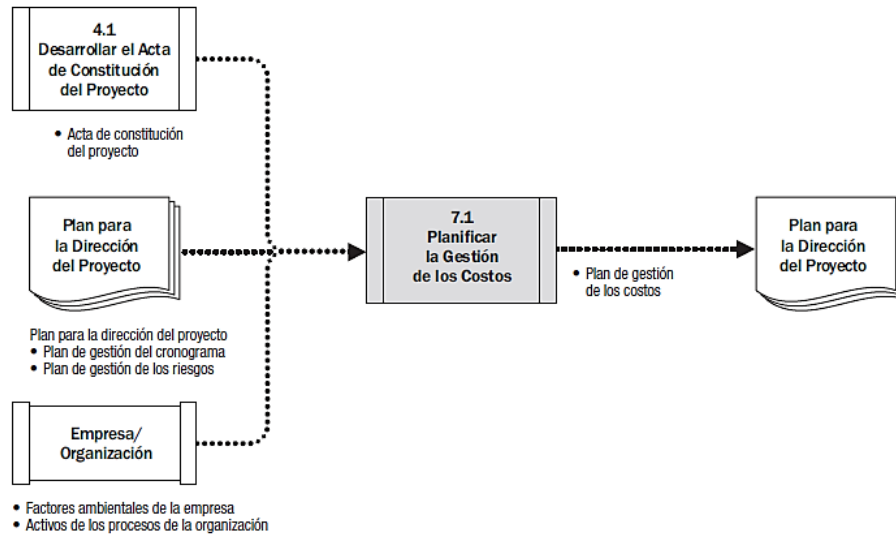 4.1
Desarrollar el Acta
de Constitución
del Proyecto
• Acta de constitución
del proyecto
Plan para
la Dirección
del Proyecto
Plan para la dirección del proyecto
• Plan de gestión del cronograma
• Plan de gestión de los riesgos
Empresa/
Organización
• Factores ambientales de la empresa
• Activos de los procesos de la organización
7.1
Planificar
la Gestión
de los Costos
• Plan de gestión
de los costos
Plan para
la Dirección
del Proyecto